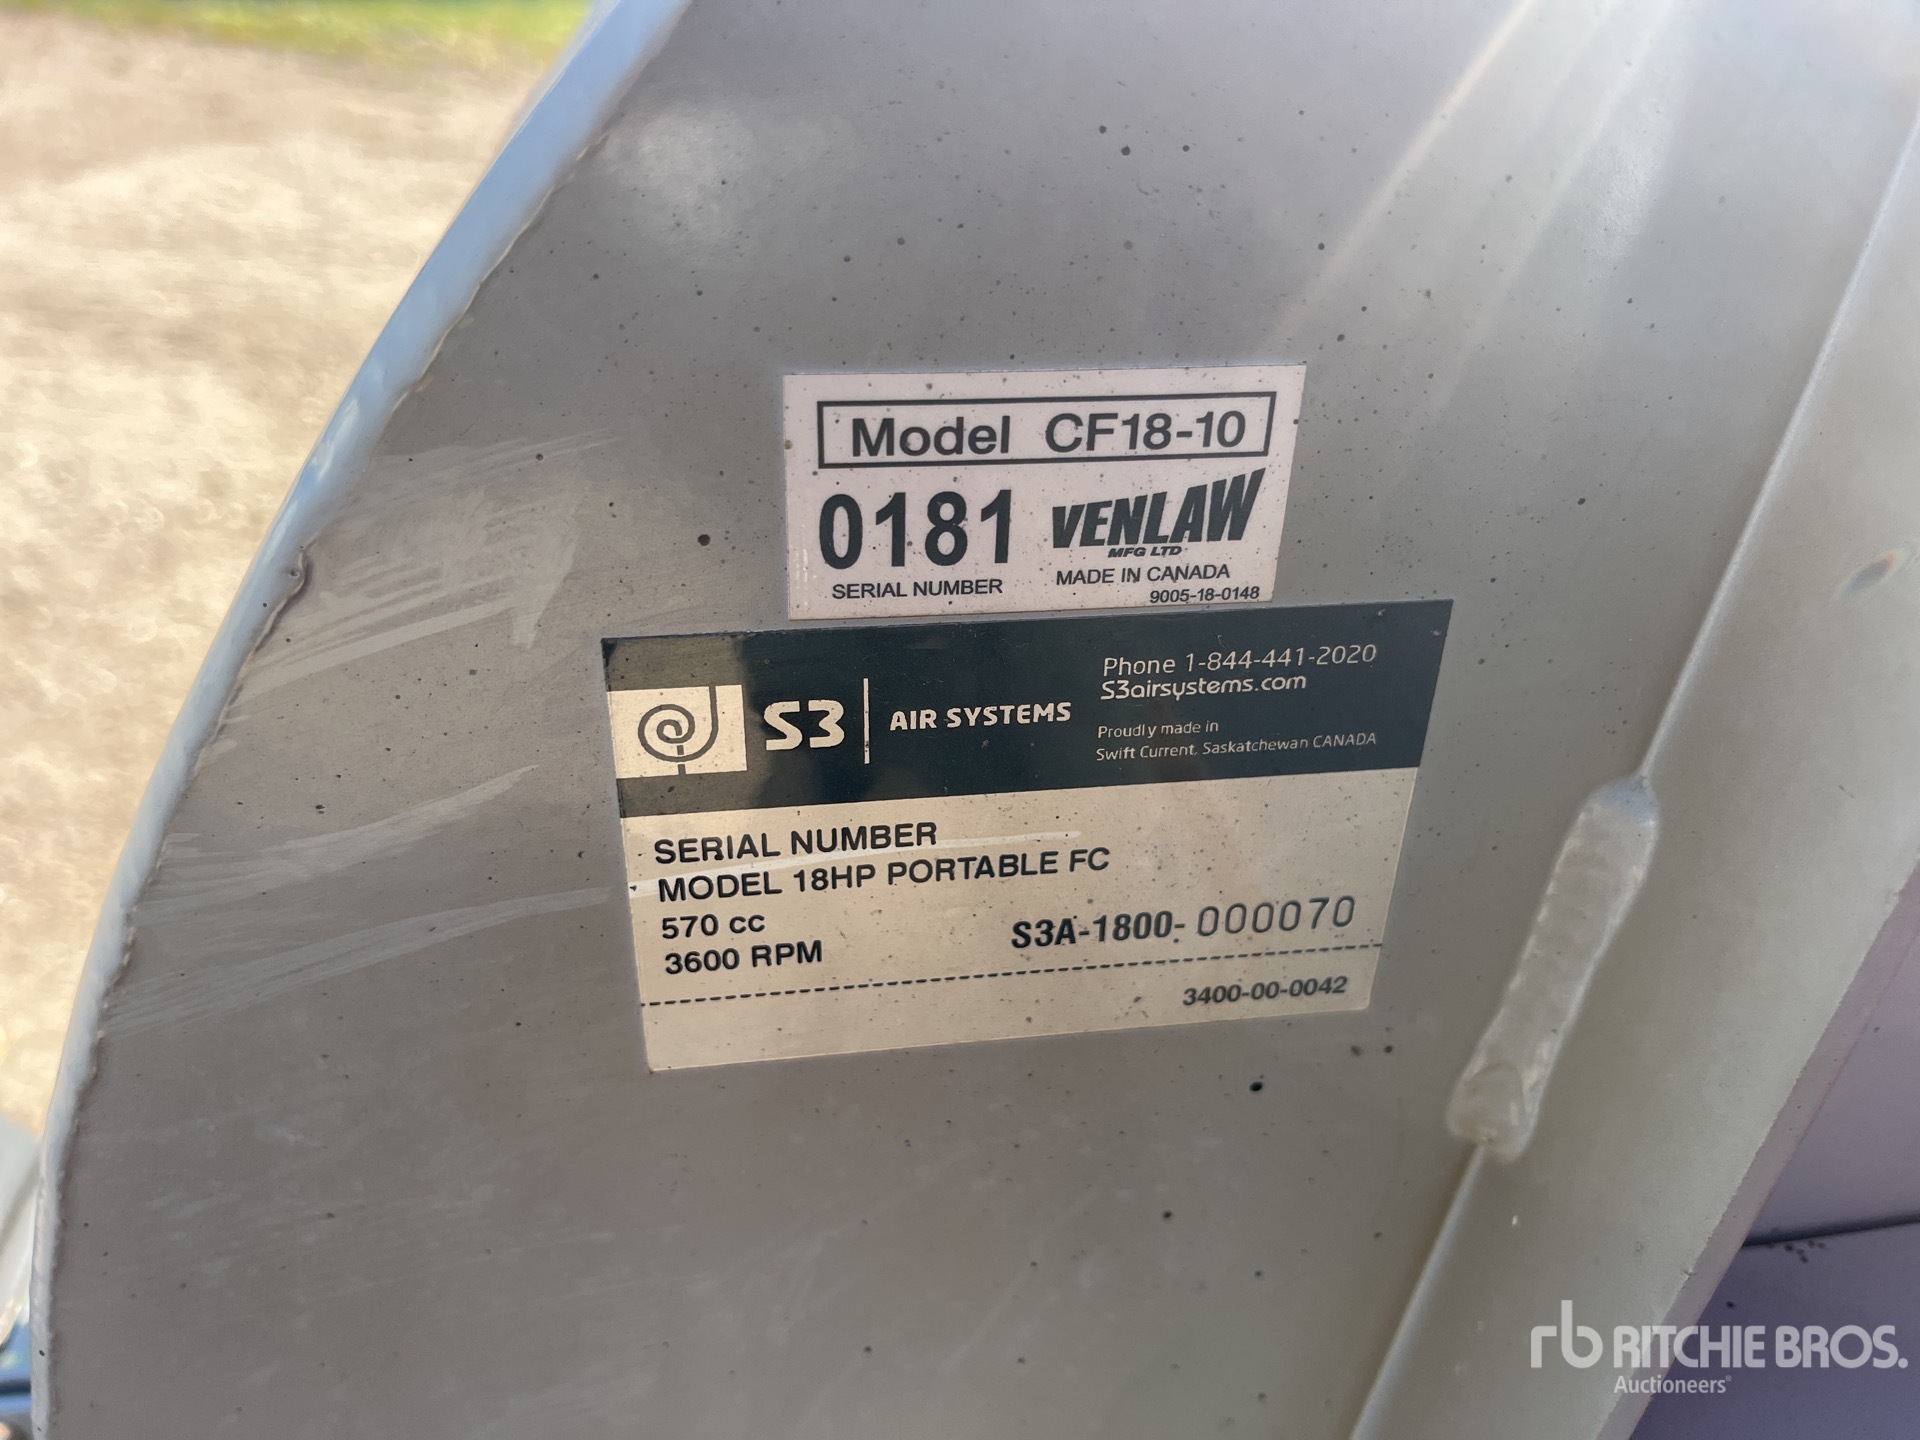 Model CF18-10
0181 VENLAW
MFG LTD
SERIAL NUMBER MADE IN CANADA
9005-18-0148
S3 AIR SYSTEMS
Phone 1-844-441-2020
S3airsystems.com
Proudly made in
Swift Current, Saskatchewan CANADA
SERIAL NUMBER
MODEL 18HP PORTABLE FC
570 cc
3600 RPM
S3A-1800-000070
3400-00-0042
rb RITCHIE BROS.
Auctioneers®